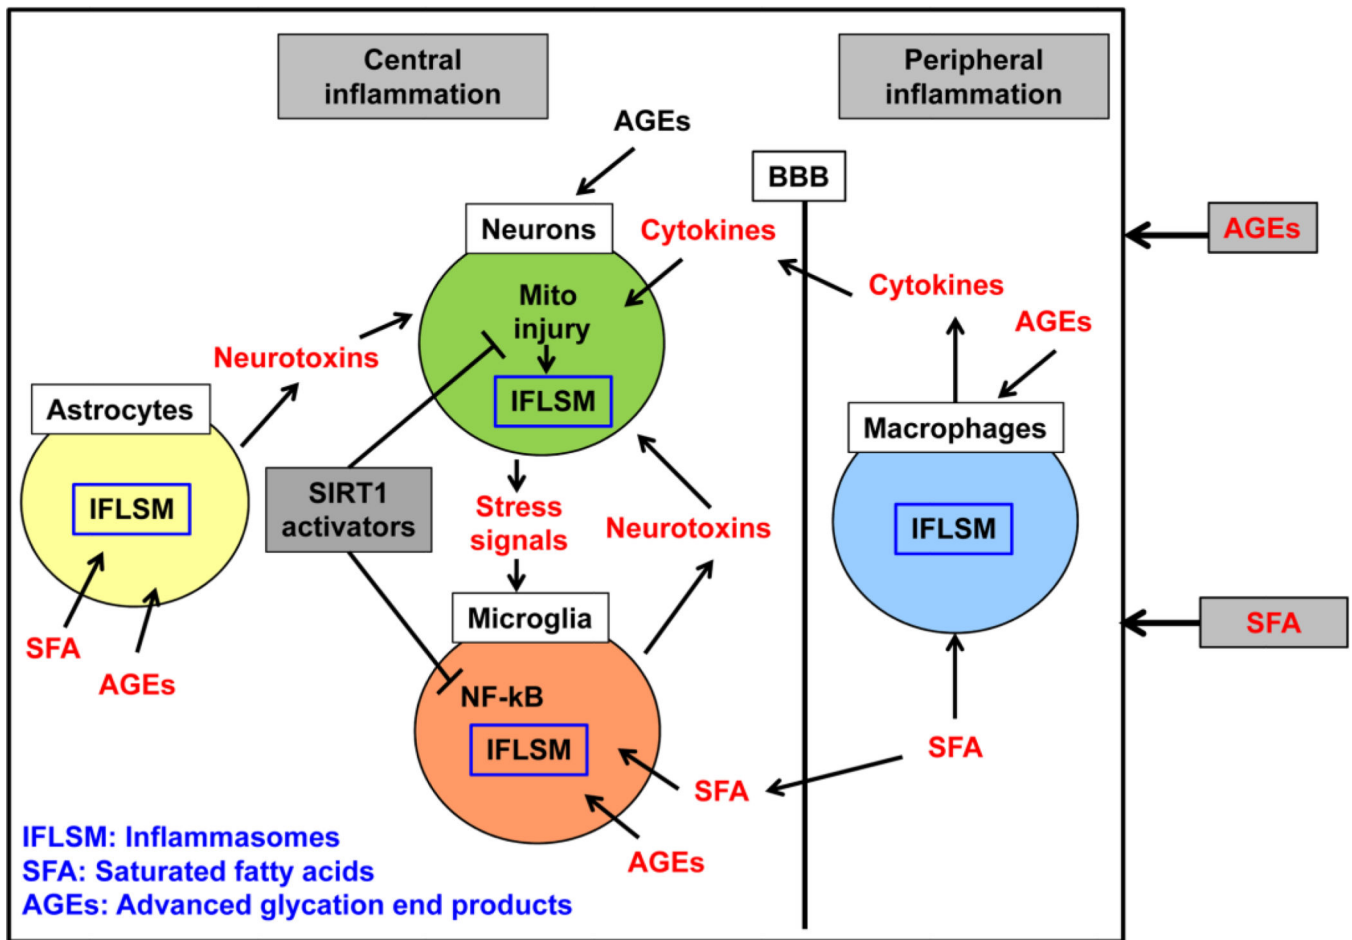 Central
inflammation
Peripheral
inflammation
AGEs
BBB
Neurons
Cytokines
AGEs
Mito
injury
IFLSM
Cytokines
AGEs
Neurotoxins
Astrocytes
IFLSM
SFA
AGEs
SIRT1
activators
Stress
signals
Neurotoxins
Macrophages
IFLSM
SFA
Microglia
NF-kB
IFLSM
SFA
AGEs
SFA
IFLSM: Inflammasomes
SFA: Saturated fatty acids
AGEs: Advanced glycation end products